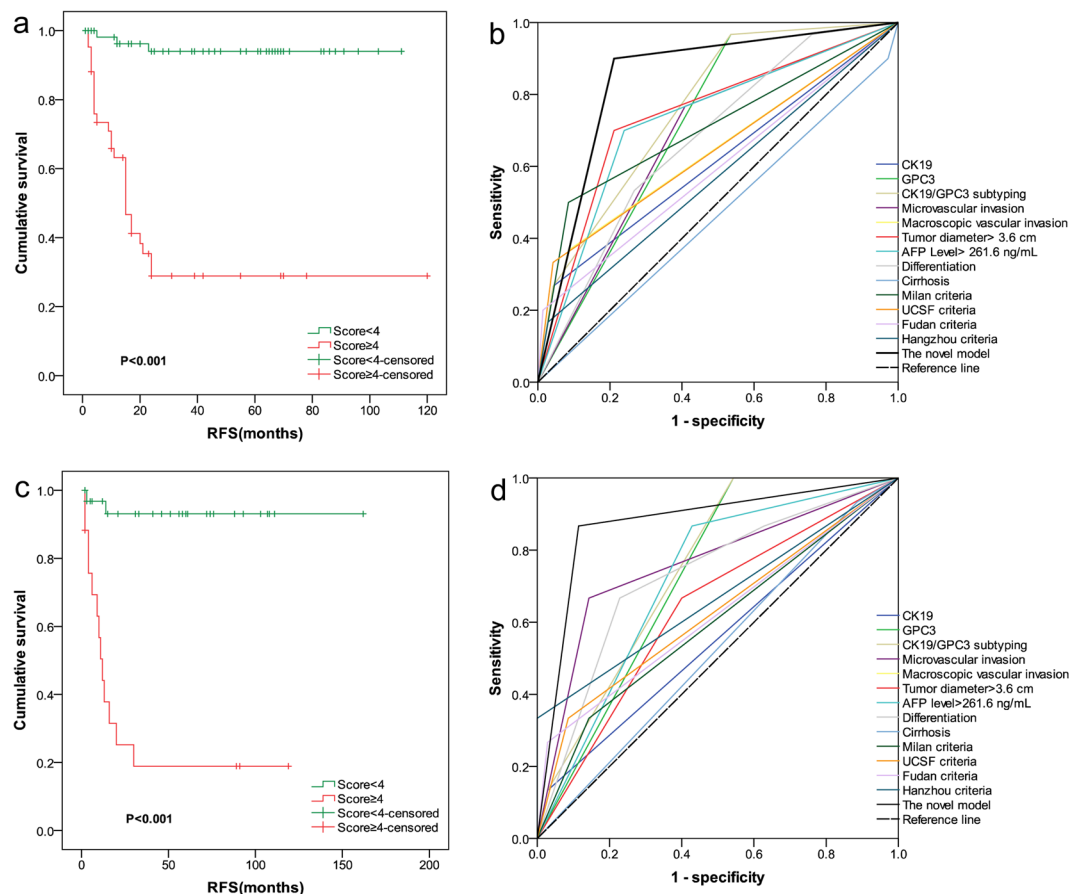 a
Cumulative survival
1.0
0.8
0.6
0.4
0.2
0.0
Score<4
Score≥4
Score<4-censored
Score≥4-censored
P<0.001
0 20 40 60 80 100 120
RFS(months)
b
Sensitivity
1.0
0.8
0.6
0.4
0.2
0.0
CK19
GPC3
CK19/GPC3 subtyping
Microvascular invasion
Macroscopic vascular invasion
Tumor diameter> 3.6 cm
AFP Level> 261.6 ng/mL
Differentiation
Cirrhosis
Milan criteria
UCSF criteria
Fudan criteria
Hangzhou criteria
The novel model
Reference line
0.0 0.2 0.4 0.6 0.8 1.0
1 - specificity
c
Cumulative survival
1.0
0.8
0.6
0.4
0.2
0.0
Score<4
Score≥4
Score<4-censored
Score≥4-censored
P<0.001
0 50 100 150 200
RFS(months)
d
Sensitivity
1.0
0.8
0.6
0.4
0.2
0.0
CK19
GPC3
CK19/GPC3 subtyping
Microvascular invasion
Macroscopic vascular invasion
Tumor diameter>3.6 cm
AFP level>261.6 ng/mL
Differentiation
Cirrhosis
Milan criteria
UCSF criteria
Fudan criteria
Hanzhou criteria
The novel model
Reference line
0.0 0.2 0.4 0.6 0.8 1.0
1 - specificity